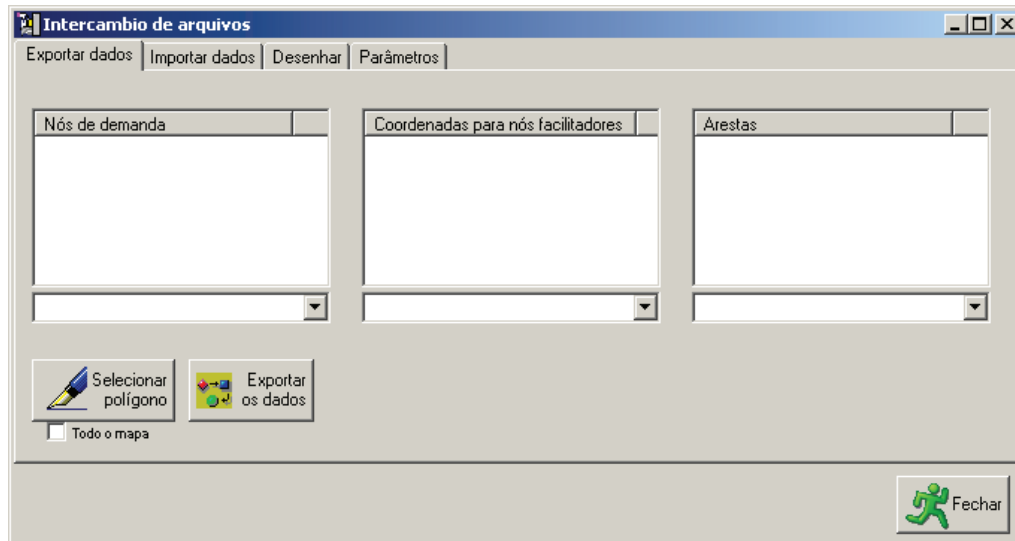 Intercambio de arquivos
Exportar dados
Importar dados
Desenhar
Parâmetros
Nós de demanda
Coordenadas para nós facilitadores
Arestas
Selecionar
polígono
Exportar
os dados
Todo o mapa
Fechar